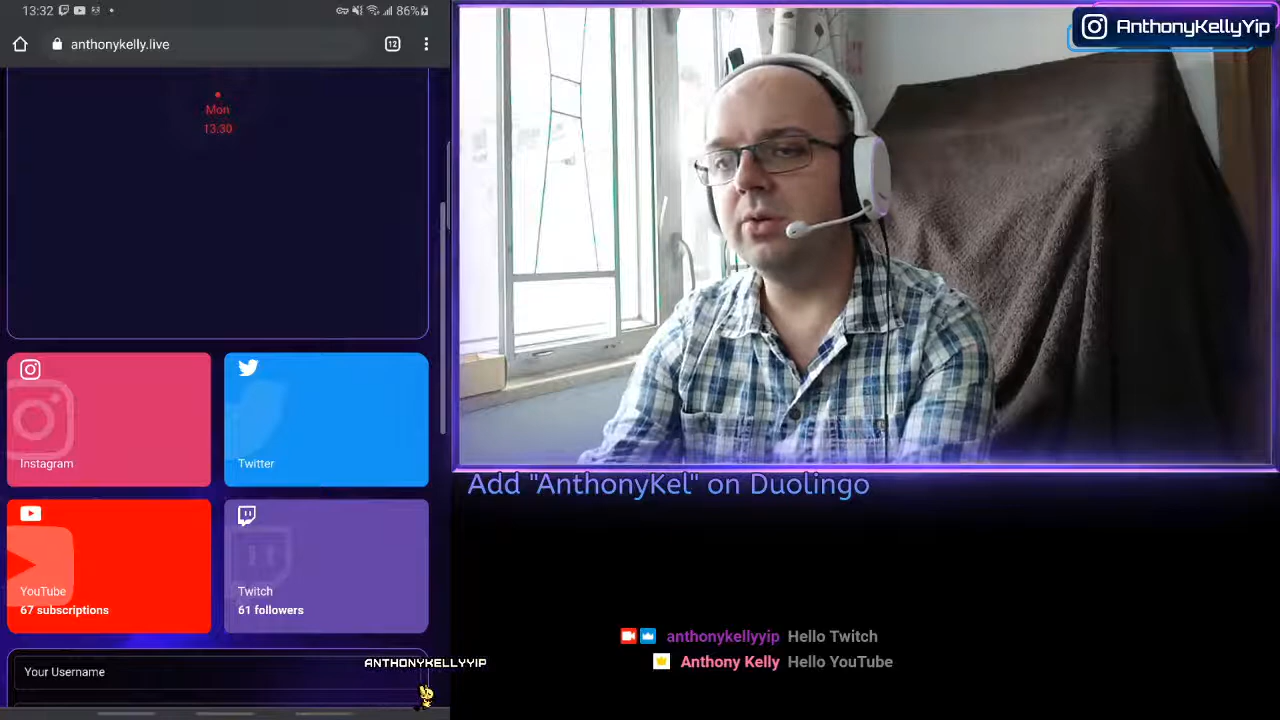 13:32
86%
anthonykelly.live
12
Mon
13.30
Instagram
Twitter
YouTube
67 subscriptions
Twitch
61 followers
Your Username
ANTHONYKELLYYIP
AnthonyKellyYip
Add "AnthonyKel" on Duolingo
anthonykellyyip Hello Twitch
Anthony Kelly Hello YouTube